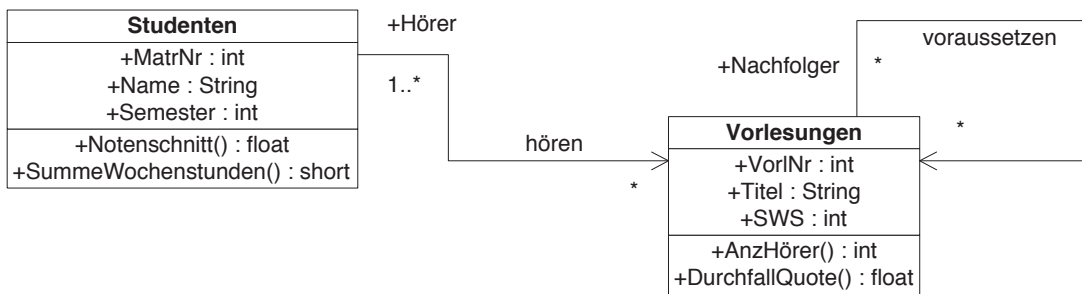 Studenten
+MatrNr : int
+Name : String
+Semester : int
+Notenschnitt() : float
+SummeWochenstunden() : short
+Hörer
1..*
hören
*
voraussetzen
+Nachfolger
*
*
Vorlesungen
+VorlNr : int
+Titel : String
+SWS : int
+AnzHörer() : int
+DurchfallQuote() : float